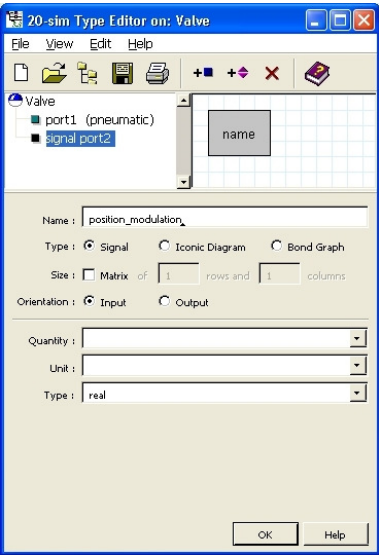 20-sim Type Editor on: Valve
File View Edit Help
Valve
port1 (pneumatic)
signal port2
name
Name : position_modulation
Type : Signal Iconic Diagram Bond Graph
Size : Matrix of 1 rows and 1 columns
Orientation : Input Output
Quantity :
Unit :
Type : real
OK Help